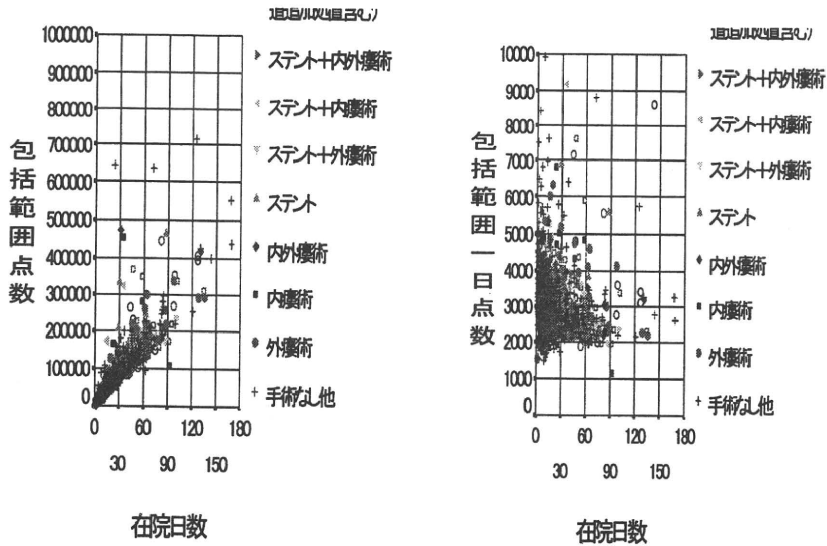 1000000
900000
800000
700000
600000
500000
400000
300000
200000
100000
0
包括範囲点数
0 60 120 180
30 90 150
在院日数
ステント+内外瘻術
ステント+内瘻術
ステント+外瘻術
ステント
内外瘻術
内瘻術
外瘻術
手術なし他
10000
9000
8000
7000
6000
5000
4000
3000
2000
1000
0
包括範囲一日点数
0 60 120 180
30 90 150
在院日数
ステント+内外瘻術
ステント+内瘻術
ステント+外瘻術
ステント
内外瘻術
内瘻術
外瘻術
手術なし他